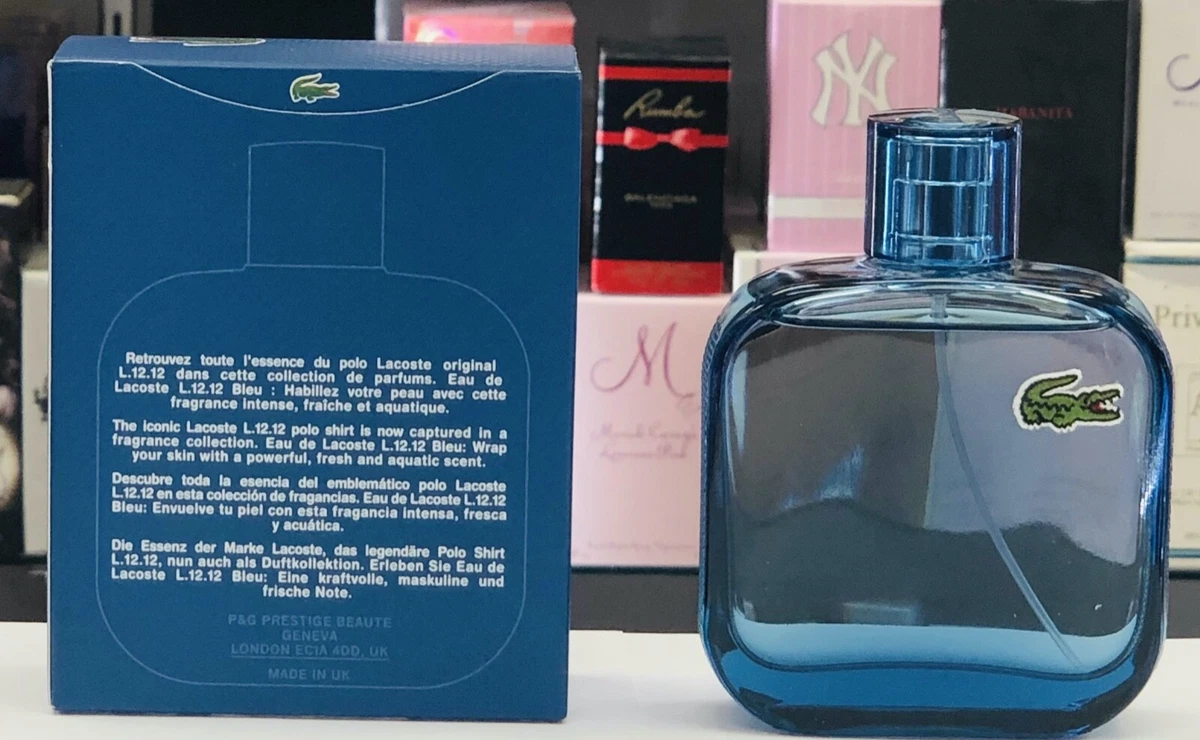 Retrouvez toute l'essence du polo Lacoste original
L.12.12 dans cette collection de parfums. Eau de
Lacoste L.12.12 Bleu : Habillez votre peau avec cette
fragrance intense, fraîche et aquatique.
The iconic Lacoste L.12.12 polo shirt is now captured in a
fragrance collection. Eau de Lacoste L.12.12 Bleu: Wrap
your skin with a powerful, fresh and aquatic scent.
Descubre toda la esencia del emblemático polo Lacoste
L.12.12 en esta colección de fragancias. Eau de Lacoste L.12.12
Bleu: Envuelve tu piel con esta fragancia intensa, fresca
y acuática.
Die Essenz der Marke Lacoste, das legendäre Polo Shirt
L.12.12, nun auch als Duftkollektion. Erleben Sie Eau de
Lacoste L.12.12 Bleu: Eine kraftvolle, maskuline und
frische Note.
P&G PRESTIGE BEAUTE
GENEVA
LONDON EC1A 4DD, UK
MADE IN UK
Rumba
BALENCIAGA
NY
HABANITA
M
Priv